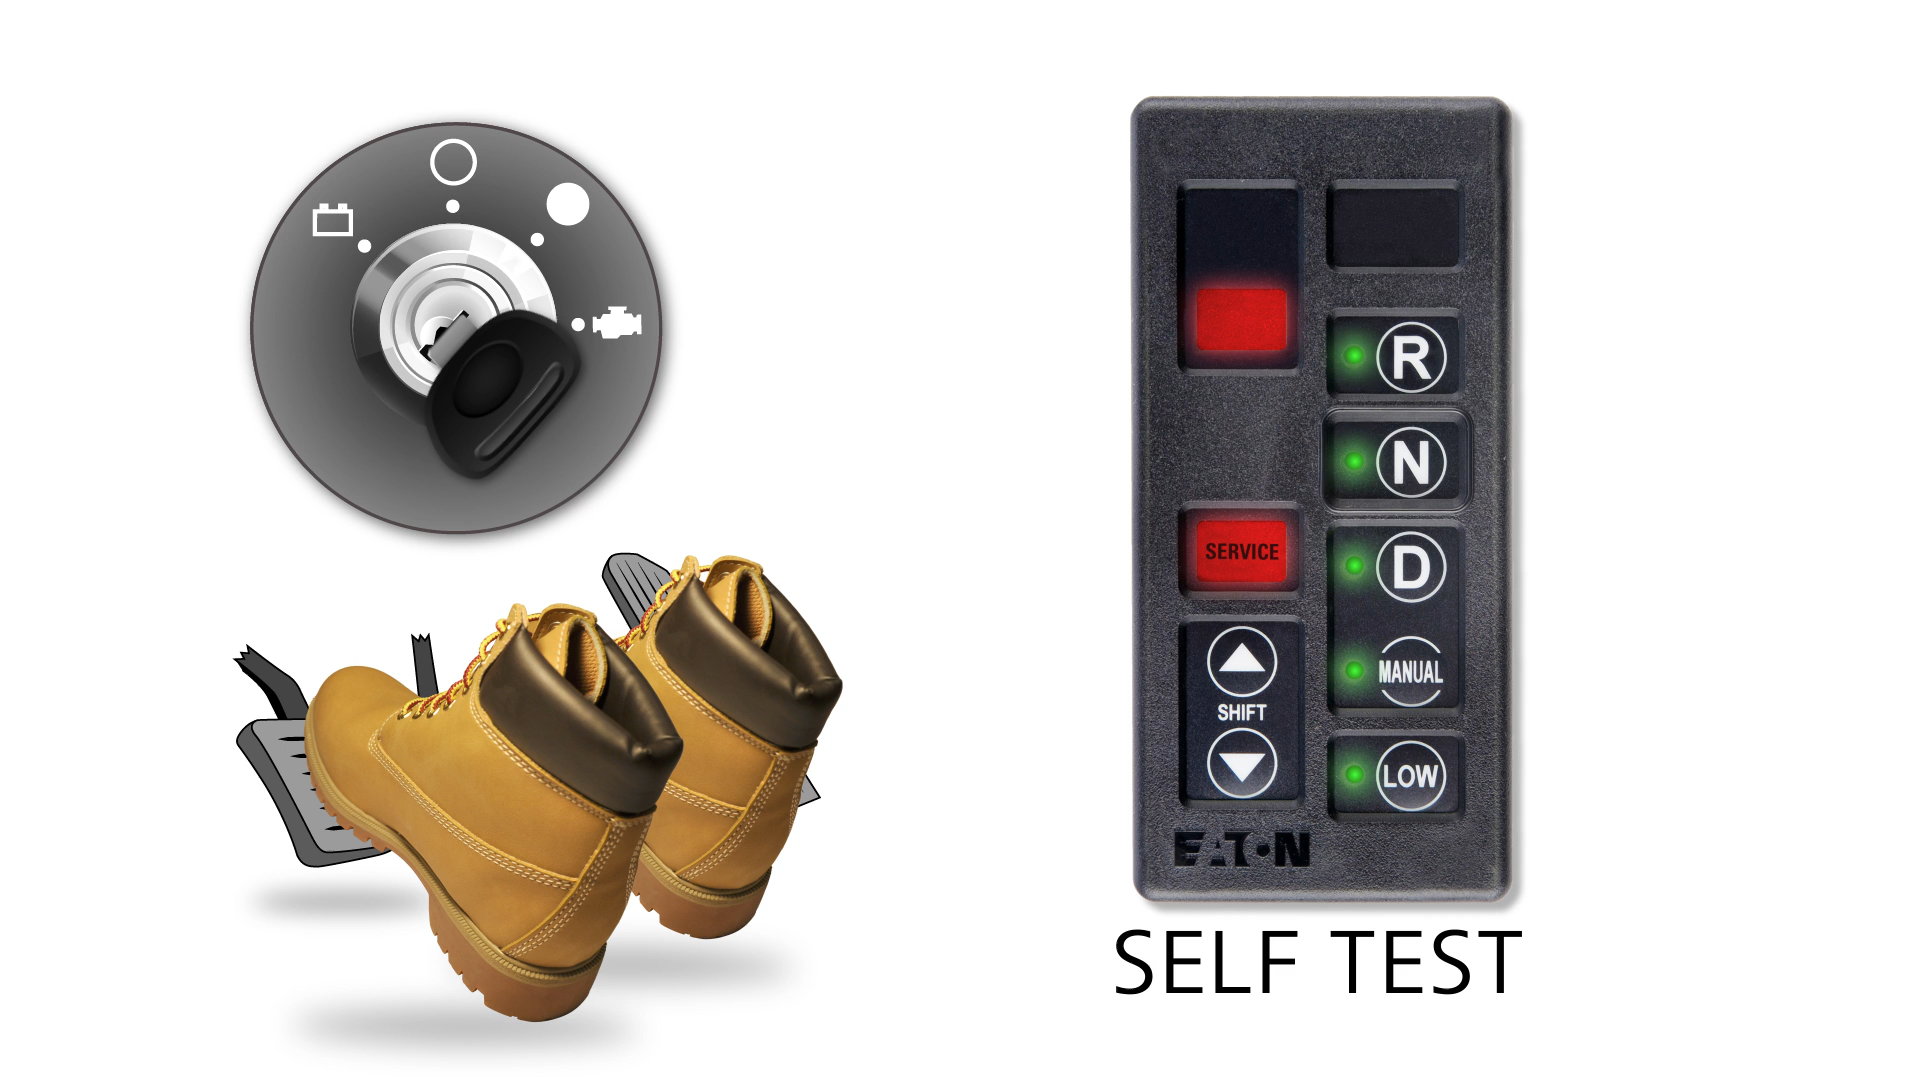 R
N
D
SERVICE
MANUAL
SHIFT
LOW
EATON
SELF TEST